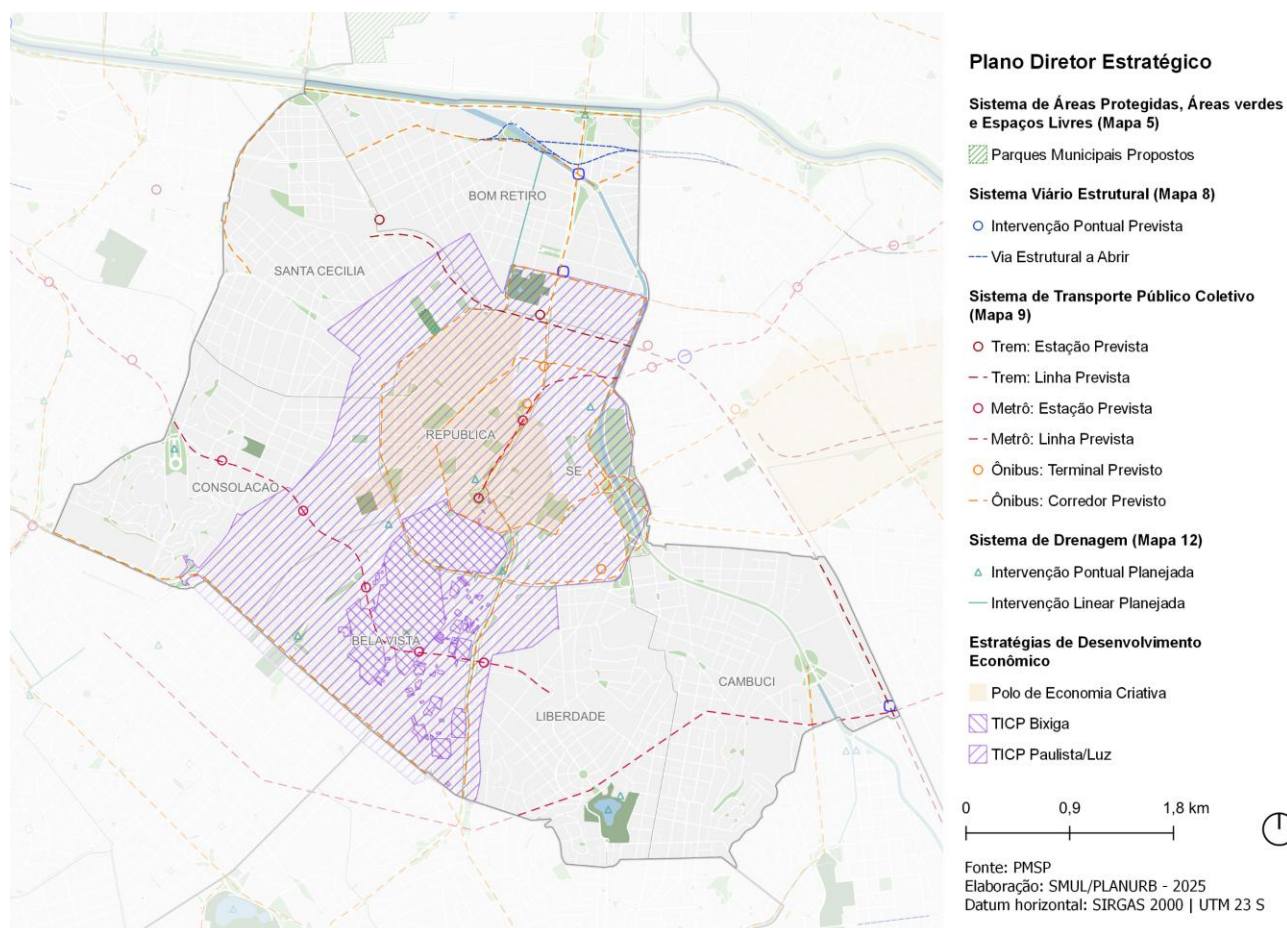 BOM RETIRO
SANTA CECILIA
REPUBLICA
SE
CONSOLACAO
BELA VISTA
CAMBUCI
LIBERDADE
Plano Diretor Estratégico
Sistema de Áreas Protegidas, Áreas verdes
e Espaços Livres (Mapa 5)
Parques Municipais Propostos
Sistema Viário Estrutural (Mapa 8)
Intervenção Pontual Prevista
Via Estrutural a Abrir
Sistema de Transporte Público Coletivo
(Mapa 9)
Trem: Estação Prevista
Trem: Linha Prevista
Metrô: Estação Prevista
Metrô: Linha Prevista
Ônibus: Terminal Previsto
Ônibus: Corredor Previsto
Sistema de Drenagem (Mapa 12)
Intervenção Pontual Planejada
Intervenção Linear Planejada
Estratégias de Desenvolvimento
Econômico
Polo de Economia Criativa
TICP Bixiga
TICP Paulista/Luz
0 0,9 1,8 km
Fonte: PMSP
Elaboração: SMUL/PLANURB - 2025
Datum horizontal: SIRGAS 2000 | UTM 23 S